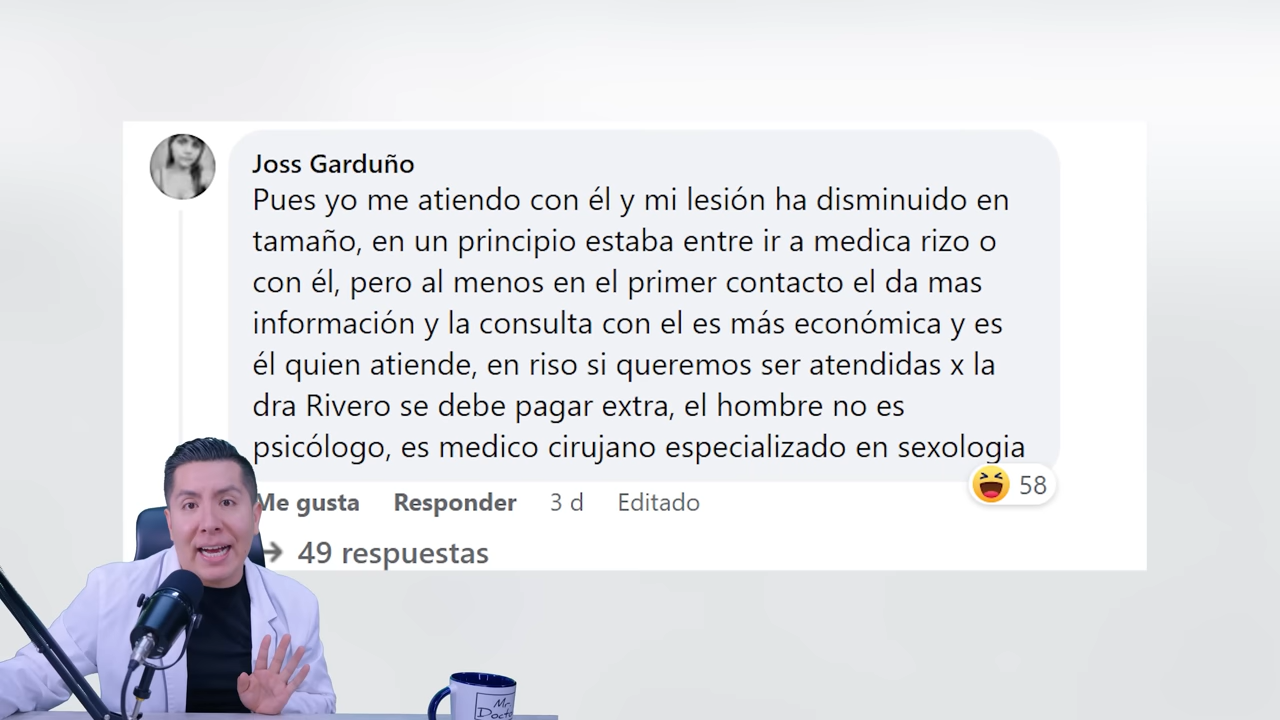 Joss Garduño
Pues yo me atiendo con él y mi lesión ha disminuido en
tamaño, en un principio estaba entre ir a medica rizo o
con él, pero al menos en el primer contacto el da mas
información y la consulta con el es más económica y es
él quien atiende, en riso si queremos ser atendidas x la
dra Rivero se debe pagar extra, el hombre no es
psicólogo, es medico cirujano especializado en sexologia
58
Me gusta Responder 3 d Editado
49 respuestas
Mr